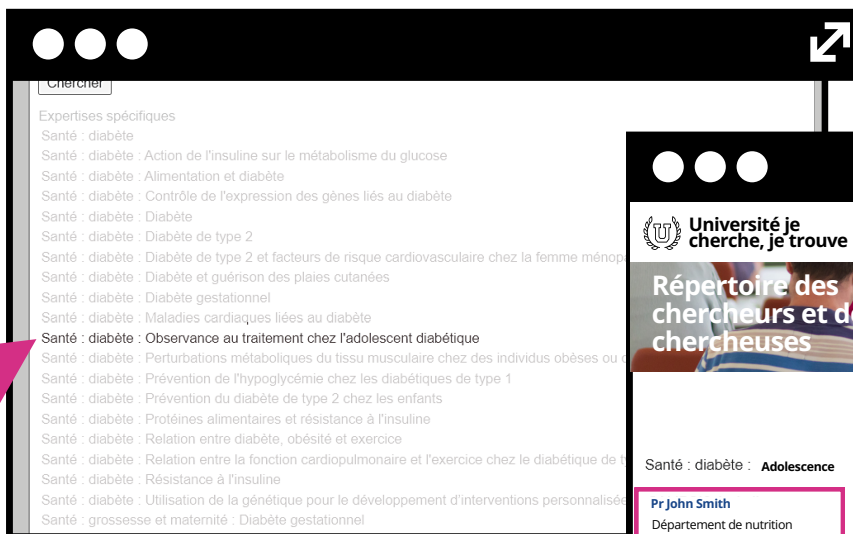 Chercher
Expertises spécifiques
Santé : diabète
Santé : diabète : Action de l'insuline sur le métabolisme du glucose
Santé : diabète : Alimentation et diabète
Santé : diabète : Contrôle de l'expression des gènes liés au diabète
Santé : diabète : Diabète
Santé : diabète : Diabète de type 2
Santé : diabète : Diabète de type 2 et facteurs de risque cardiovasculaire chez la femme
Santé : diabète : Diabète et guérison des plaies cutanées
Santé : diabète : Diabète gestationnel
Santé : diabète : Maladies cardiaques liées au diabète
Santé : diabète : Observance au traitement chez l'adolescent diabétique
Santé : diabète : Perturbations métaboliques du tissu musculaire chez des individus obèses ou
Santé : diabète : Prévention de l'hypoglycémie chez les diabétiques de type 1
Santé : diabète : Prévention du diabète de type 2 chez les enfants
Santé : diabète : Protéines alimentaires et résistance à l'insuline
Santé : diabète : Relation entre diabète, obésité et exercice
Santé : diabète : Relation entre la fonction cardiopulmonaire et l'exercice chez le diabétique de
Santé : diabète : Résistance à l'insuline
Santé : diabète : Utilisation de la génétique pour le développement d'interventions
Santé : grossesse et maternité : Diabète gestationnel
U
Université je
cherche, je trouve
Répertoire des
chercheurs et
chercheuses
Santé : diabète : Adolescence
Pr John Smith
Département de nutrition